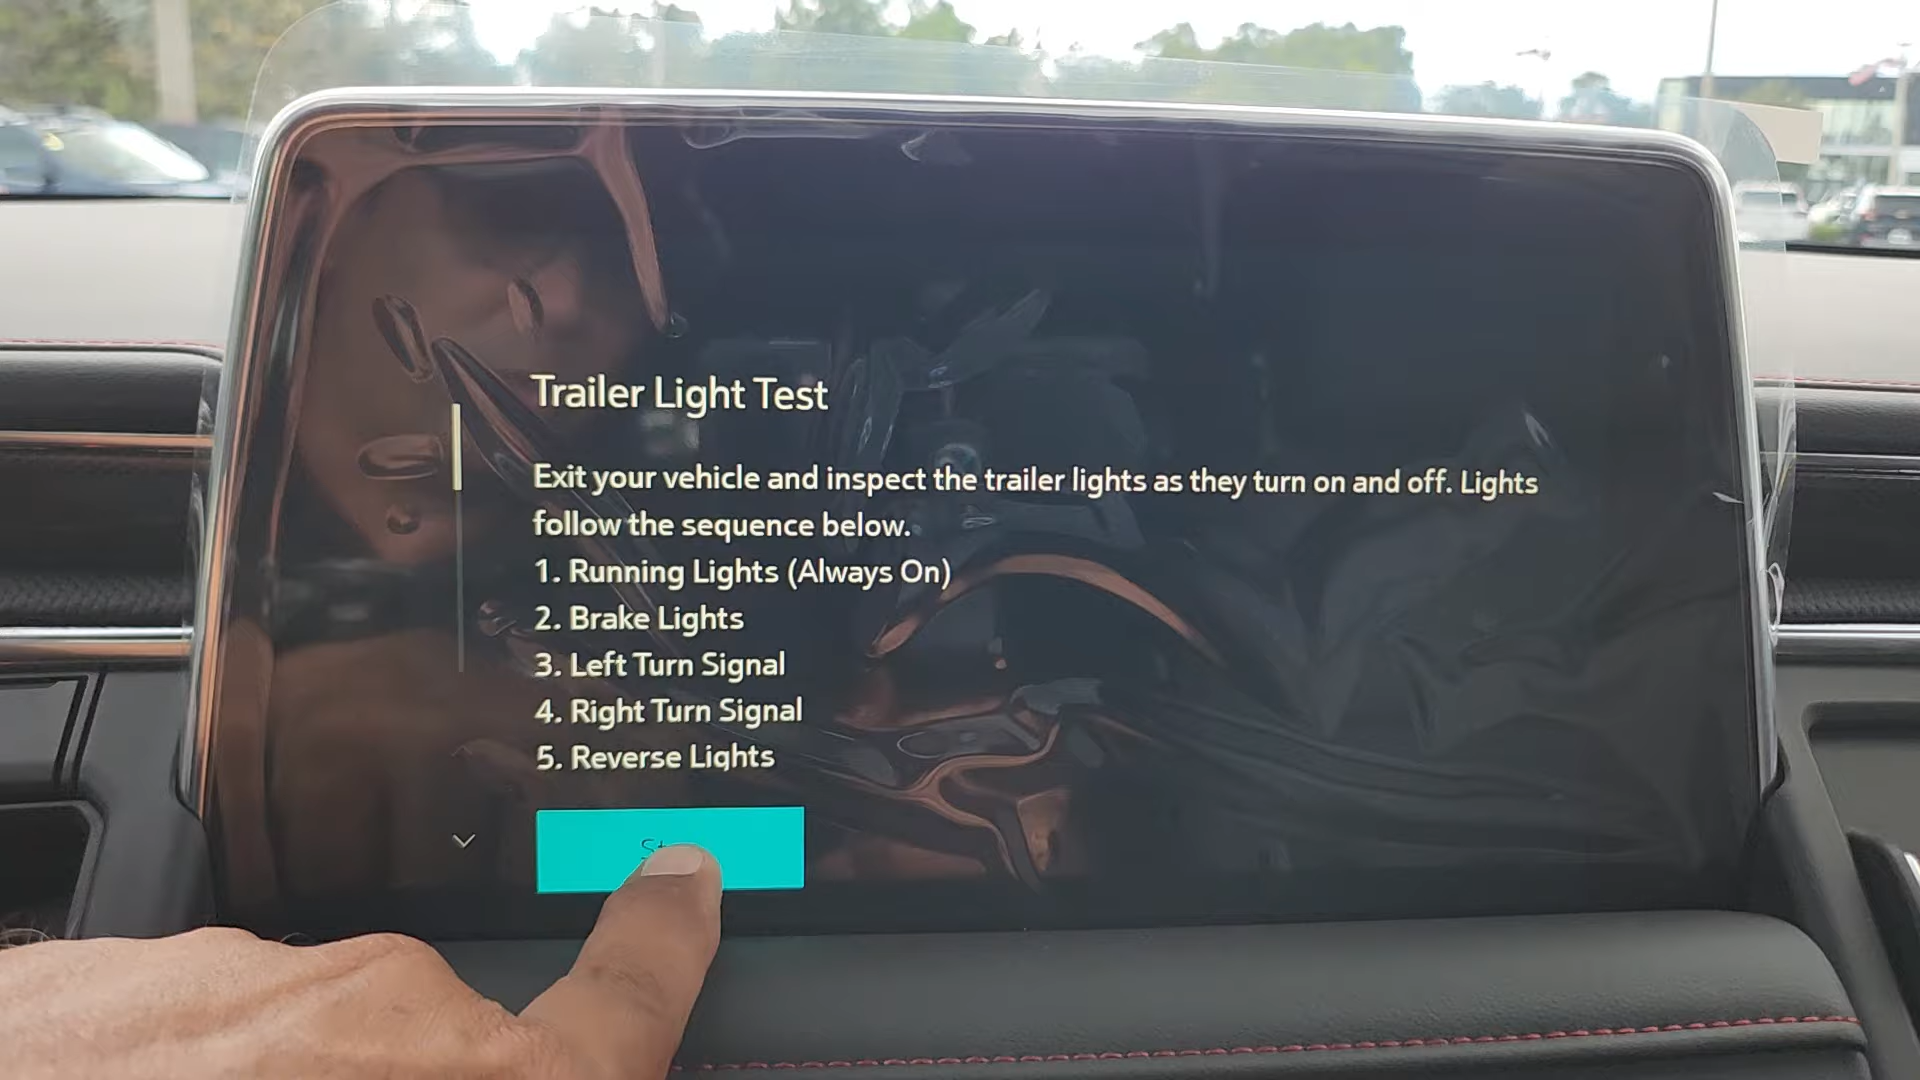 Trailer Light Test
Exit your vehicle and inspect the trailer lights as they turn on and off. Lights
follow the sequence below.
1. Running Lights (Always On)
2. Brake Lights
3. Left Turn Signal
4. Right Turn Signal
5. Reverse Lights